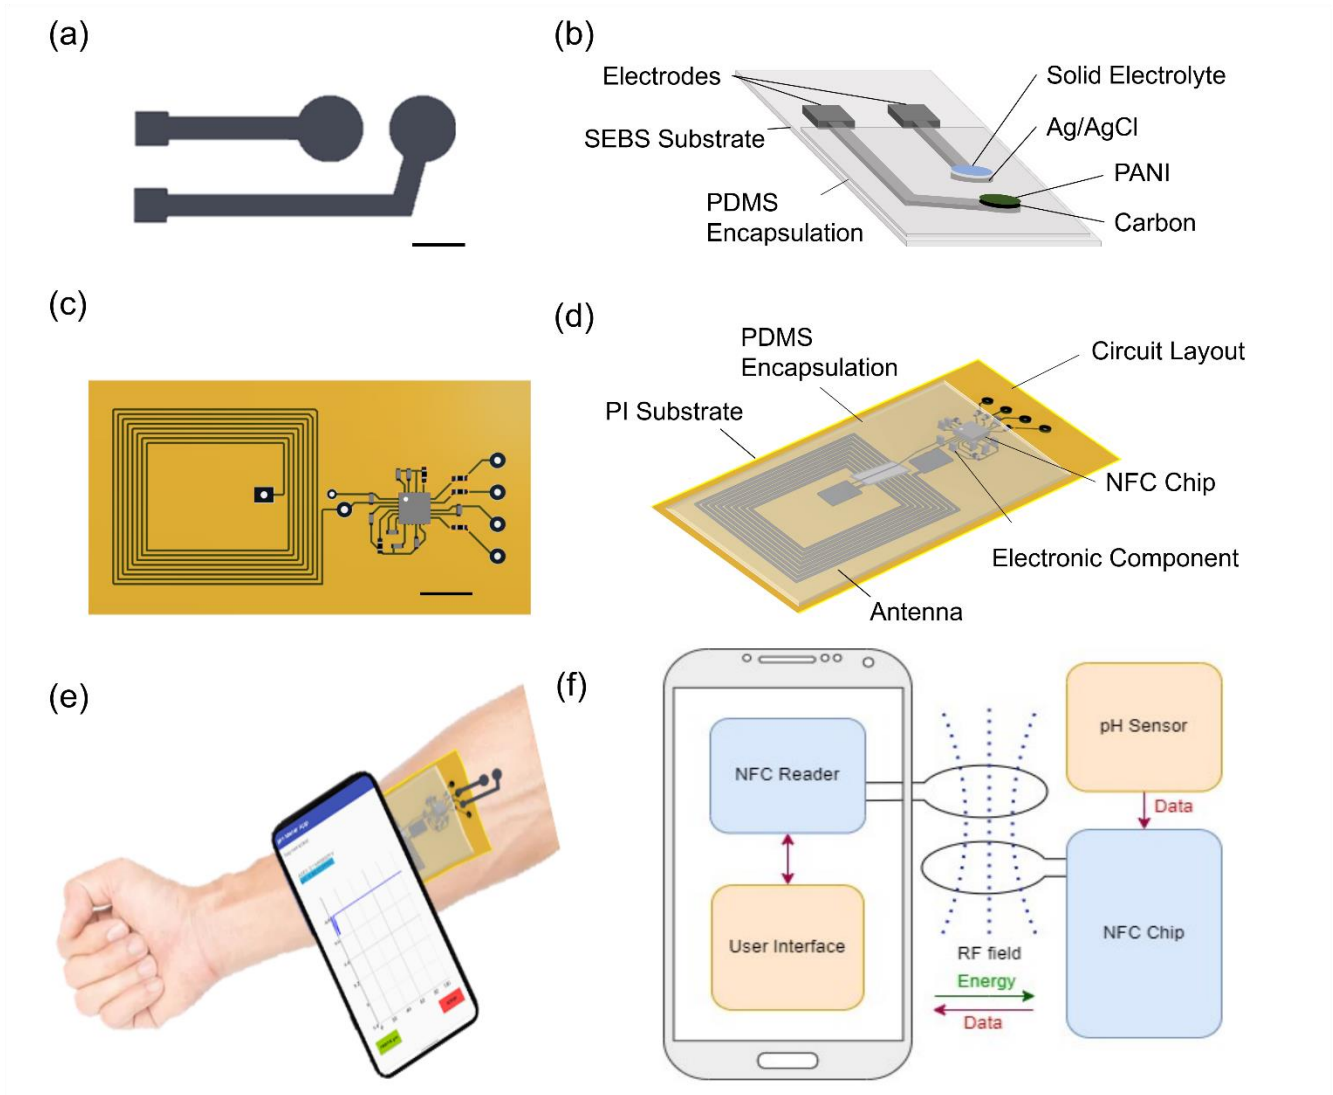 (a)
(b)
Electrodes
Solid Electrolyte
Ag/AgCl
SEBS Substrate
PANI
PDMS
Encapsulation
Carbon
(c)
(d)
PDMS
Encapsulation
Circuit Layout
PI Substrate
NFC Chip
Electronic Component
Antenna
(e)
(f)
NFC Reader
User Interface
pH Sensor
Data
NFC Chip
RF field
Energy
Data